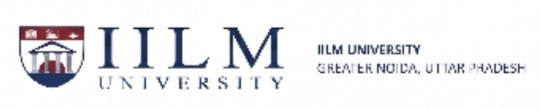 IILM
UNIVERSITY
IILM UNIVERSITY
GREATER NOIDA, UTTAR PRADESH